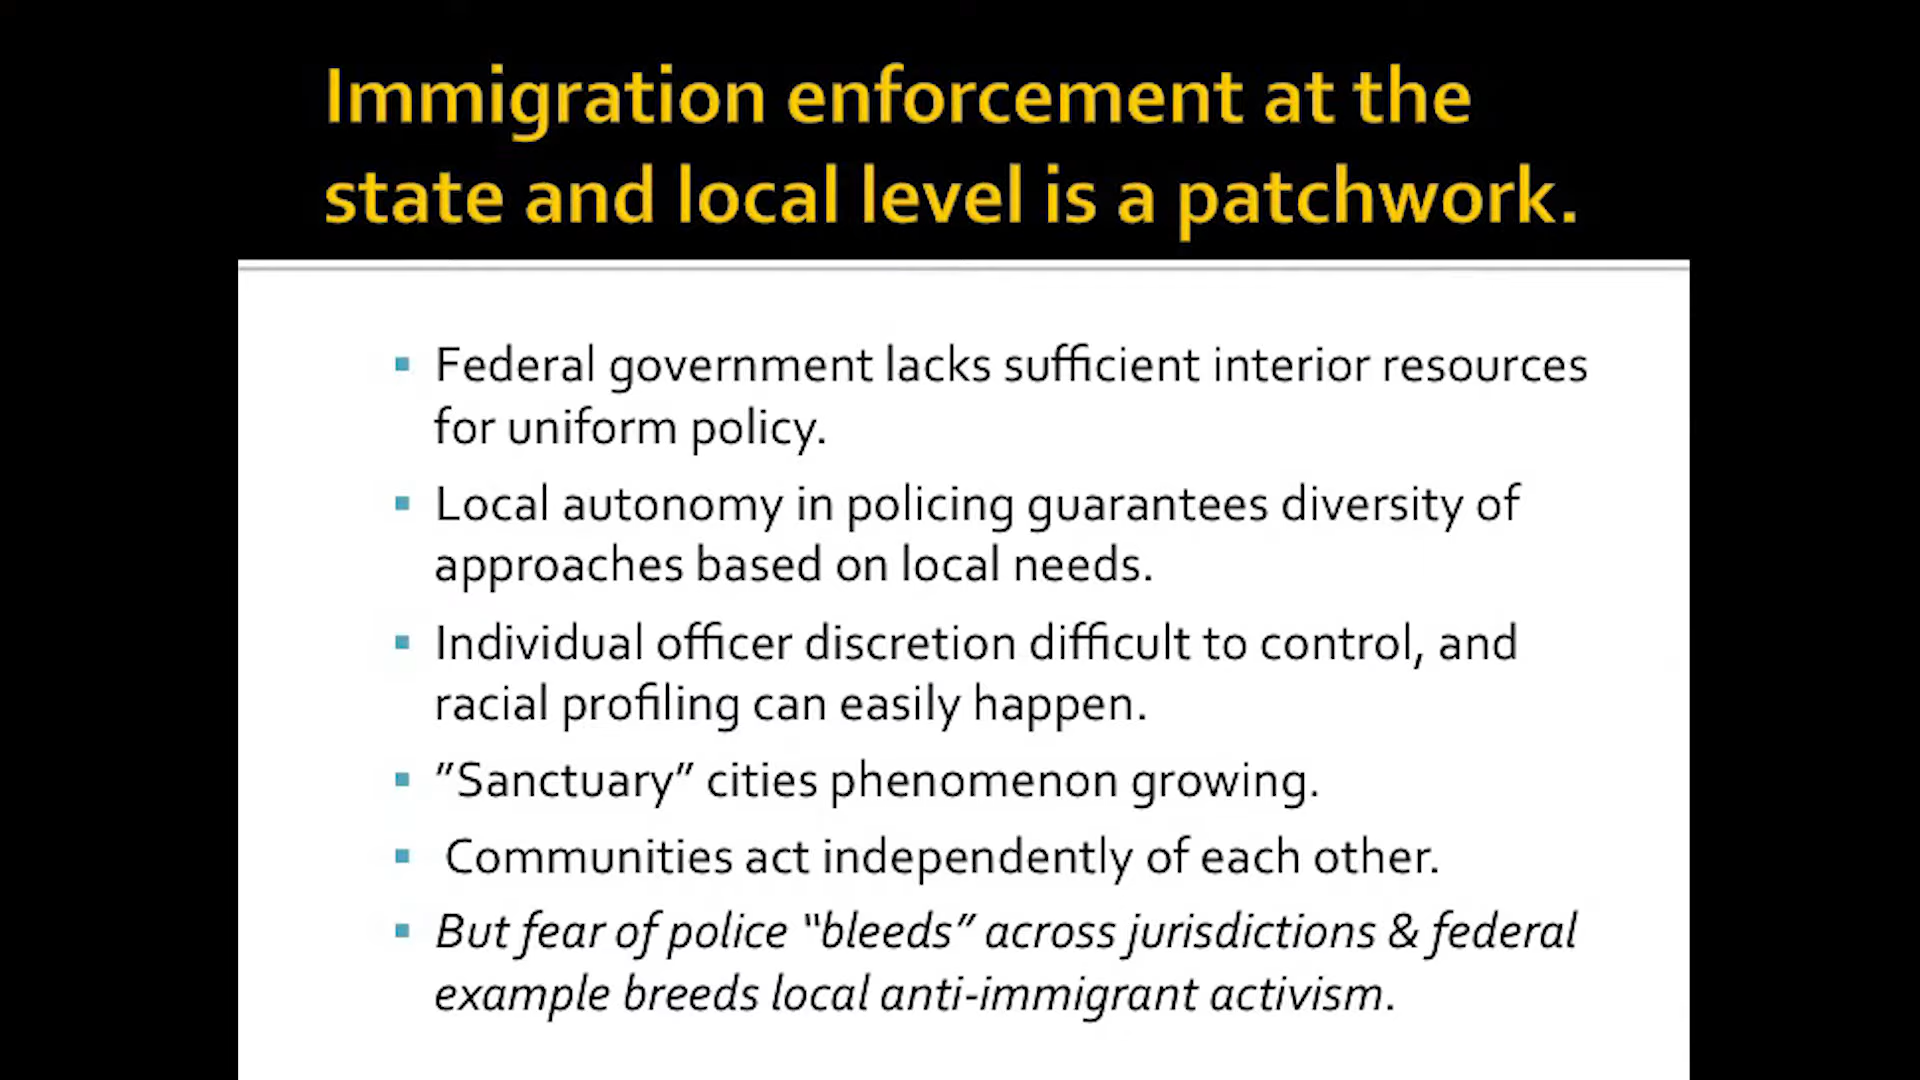 Immigration enforcement at the
state and local level is a patchwork.
▪ Federal government lacks sufficient interior resources
for uniform policy.
▪ Local autonomy in policing guarantees diversity of
approaches based on local needs.
▪ Individual officer discretion difficult to control, and
racial profiling can easily happen.
▪ ”Sanctuary” cities phenomenon growing.
▪ Communities act independently of each other.
▪ But fear of police “bleeds” across jurisdictions & federal
example breeds local anti-immigrant activism.